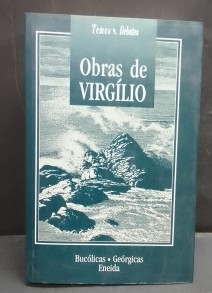 Temas e Debates
Obras de
VIRGÍLIO
Bucólicas • Geórgicas
Eneida